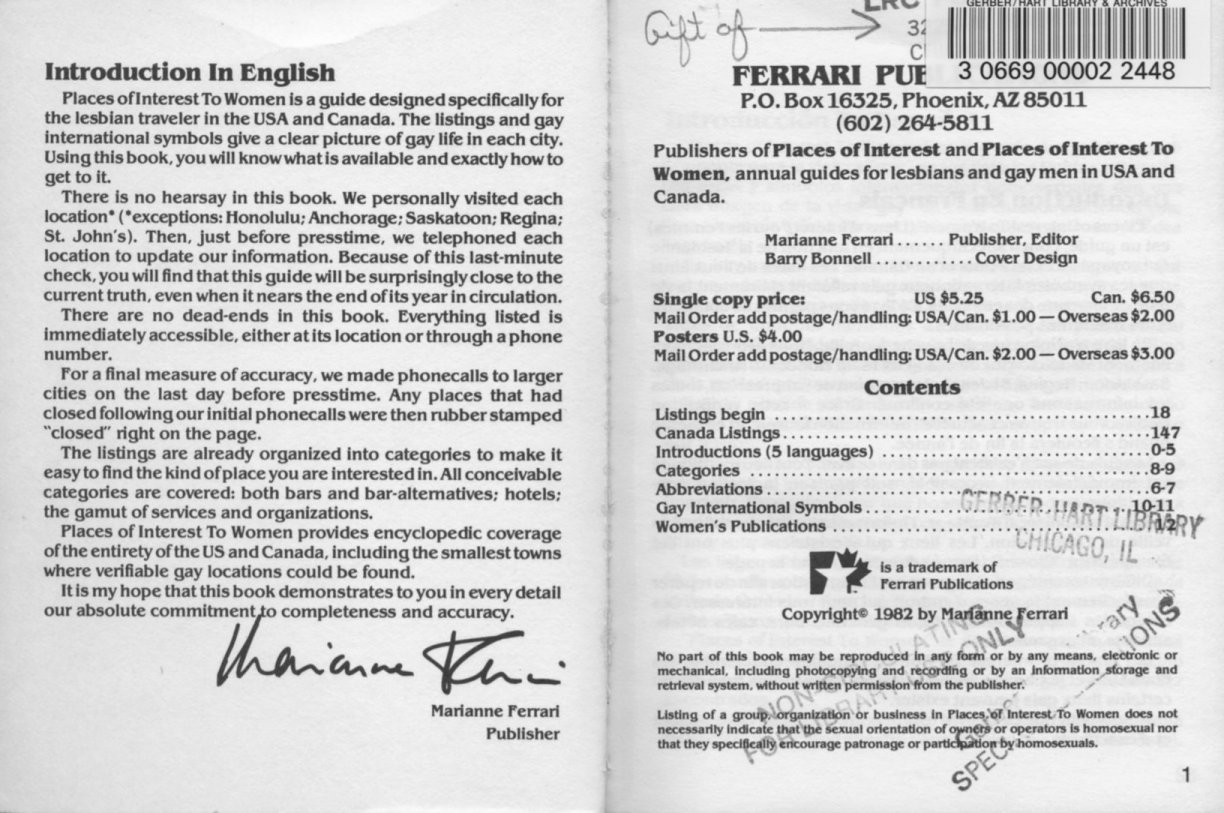 Introduction In English
Places of Interest To Women is a guide designed specifically for
the lesbian traveler in the USA and Canada. The listings and gay
international symbols give a clear picture of gay life in each city.
Using this book, you will know what is available and exactly how to
get to it.
There is no hearsay in this book. We personally visited each
location* (*exceptions: Honolulu; Anchorage; Saskatoon; Regina;
St. John's). Then, just before presstime, we telephoned each
location to update our information. Because of this last-minute
check, you will find that this guide will be surprisingly close to the
current truth, even when it nears the end of its year in circulation.
There are no dead-ends in this book. Everything listed is
immediately accessible, either at its location or through a phone
number.
For a final measure of accuracy, we made phonecalls to larger
cities on the last day before presstime. Any places that had
closed following our initial phonecalls were then rubber stamped
"closed" right on the page.
The listings are already organized into categories to make it
easy to find the kind of place you are interested in. All conceivable
categories are covered: both bars and bar-alternatives; hotels;
the gamut of services and organizations.
Places of Interest To Women provides encyclopedic coverage
of the entirety of the US and Canada, including the smallest towns
where verifiable gay locations could be found.
It is my hope that this book demonstrates to you in every detail
our absolute commitment to completeness and accuracy.
Marianne Ferrari
Marianne Ferrari
Publisher
Gift of
LRC
32
C
GERBER/HART LIBRARY & ARCHIVES
3 0669 00002 2448
FERRARI PUB
P.O. Box 16325, Phoenix, AZ 85011
(602) 264-5811
Publishers of Places of Interest and Places of Interest To
Women, annual guides for lesbians and gay men in USA and
Canada.
Marianne Ferrari ....... Publisher, Editor
Barry Bonnell ............ Cover Design
Single copy price: US $5.25 Can. $6.50
Mail Order add postage/handling: USA/Can. $1.00 — Overseas $2.00
Posters U.S. $4.00
Mail Order add postage/handling: USA/Can. $2.00 — Overseas $3.00
Contents
Listings begin .......... 18
Canada Listings .......... 147
Introductions (5 languages) .......... 0-5
Categories .......... 8-9
Abbreviations .......... 6-7
Gay International Symbols .......... 10-11
Women's Publications .......... 12
GERBER-HART LIBRARY
CHICAGO, IL
is a trademark of
Ferrari Publications
Copyright© 1982 by Marianne Ferrari
No part of this book may be reproduced in any form or by any means, electronic or
mechanical, including photocopying and recording or by an information storage and
retrieval system, without written permission from the publisher.
NON-CIRCULATING
FOR LIBRARY USE ONLY
Listing of a group, organization or business in Places of Interest To Women does not
necessarily indicate that the sexual orientation of owners or operators is homosexual nor
that they specifically encourage patronage or participation by homosexuals.
1